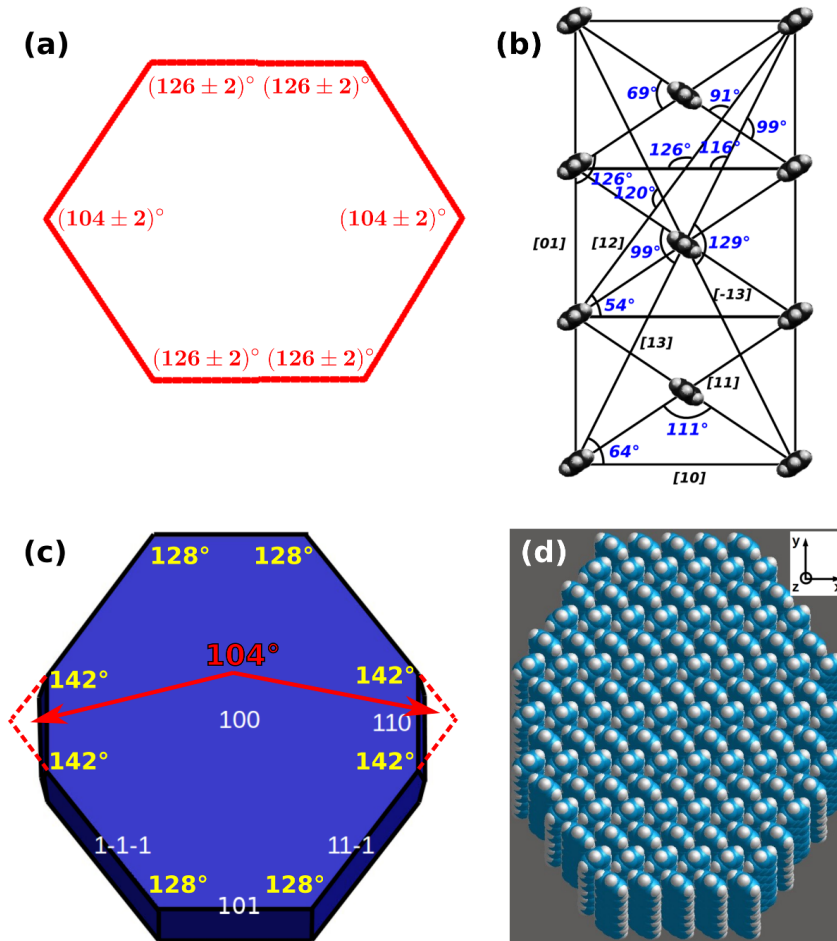 (a)
(126 ± 2)° (126 ± 2)°
(104 ± 2)° (104 ± 2)°
(126 ± 2)° (126 ± 2)°
(b)
69° 91°
99°
126° 116°
126°
120°
[01] [12] 99° 129°
[-13]
54°
[13]
[11]
111°
64°
[10]
(c)
128° 128°
104°
142° 142°
100 110
142° 142°
1-1-1 11-1
128° 128°
101
(d)
y
z x